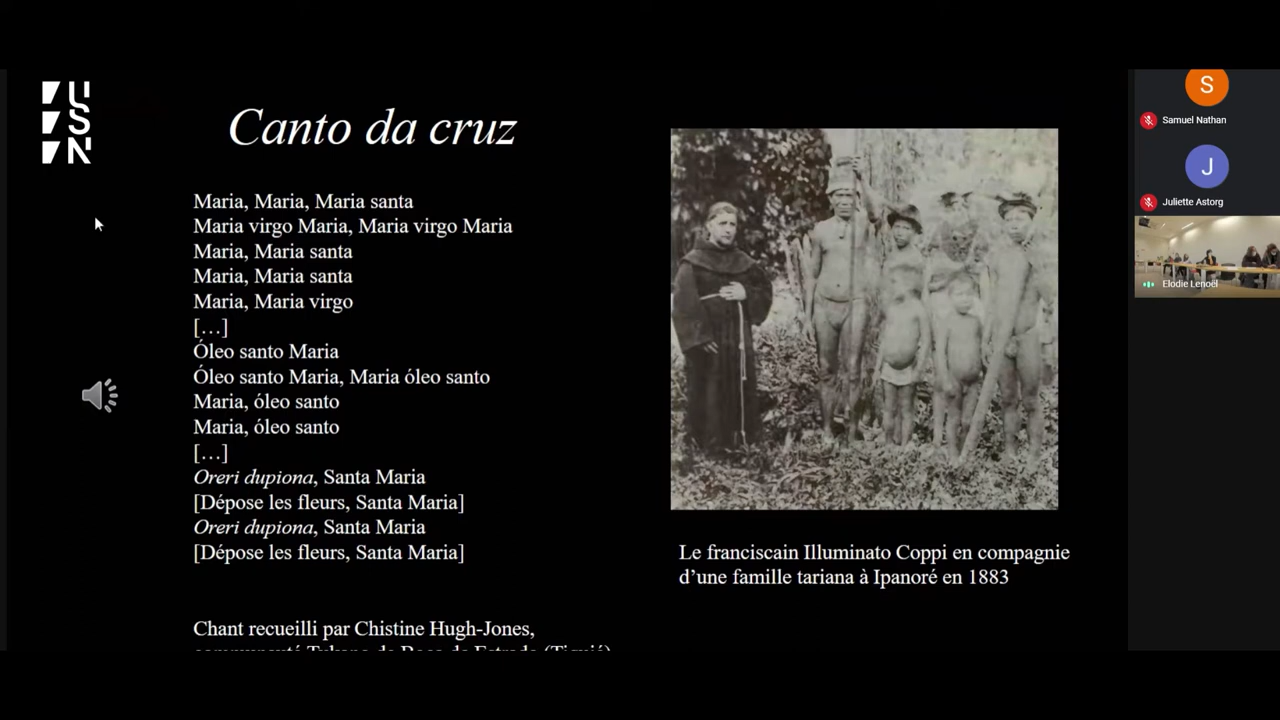 USN
Canto da cruz
Maria, Maria, Maria santa
Maria virgo Maria, Maria virgo Maria
Maria, Maria santa
Maria, Maria santa
Maria, Maria virgo
[…]
Óleo santo Maria
Óleo santo Maria, Maria óleo santo
Maria, óleo santo
Maria, óleo santo
[…]
Oreri dupiona, Santa Maria
[Dépose les fleurs, Santa Maria]
Oreri dupiona, Santa Maria
[Dépose les fleurs, Santa Maria]
Chant recueilli par Chistine Hugh-Jones,
Le franciscain Illuminato Coppi en compagnie
d’une famille tariana à Ipanoré en 1883
S
Samuel Nathan
J
Juliette Astorg
Elodie Lenoël